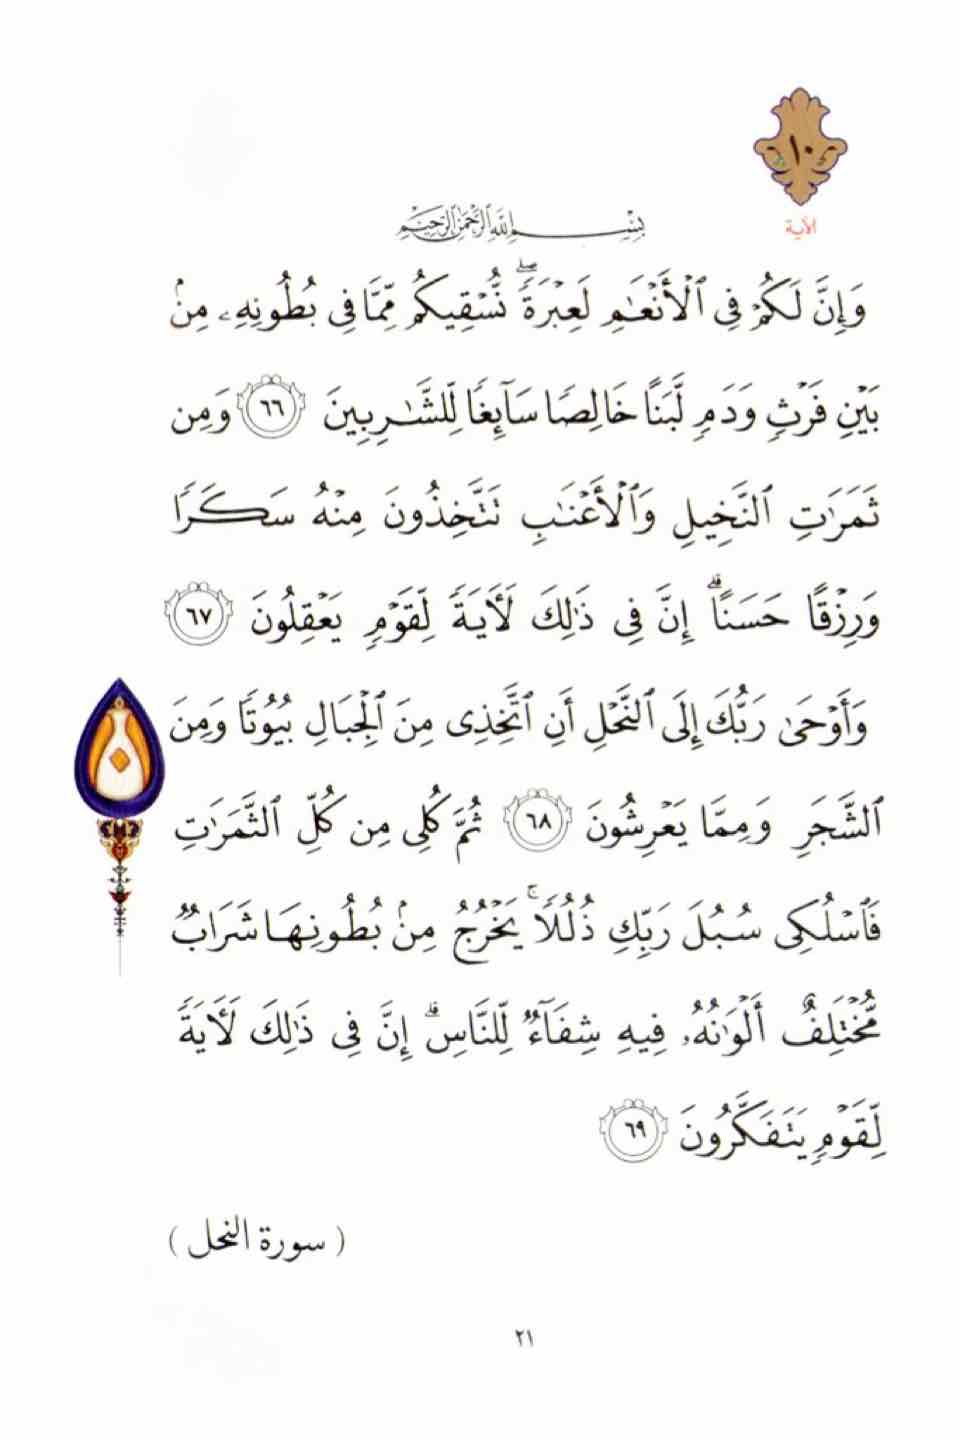 ١٠
الآية
بِسْمِ ٱللَّهِ ٱلرَّحْمَٰنِ ٱلرَّحِيمِ
وَإِنَّ لَكُمْ فِى ٱلْأَنْعَٰمِ لَعِبْرَةً ۖ نُّسْقِيكُم مِّمَّا فِى بُطُونِهِۦ مِنۢ
بَيْنِ فَرْثٍ وَدَمٍ لَّبَنًا خَالِصًا سَآئِغًا لِّلشَّٰرِبِينَ ٦٦ وَمِن
ثَمَرَٰتِ ٱلنَّخِيلِ وَٱلْأَعْنَٰبِ تَتَّخِذُونَ مِنْهُ سَكَرًا
وَرِزْقًا حَسَنًا ۗ إِنَّ فِى ذَٰلِكَ لَءَايَةً لِّقَوْمٍ يَعْقِلُونَ ٦٧
وَأَوْحَىٰ رَبُّكَ إِلَى ٱلنَّحْلِ أَنِ ٱتَّخِذِى مِنَ ٱلْجِبَالِ بُيُوتًا وَمِنَ
ٱلشَّجَرِ وَمِمَّا يَعْرِشُونَ ٦٨ ثُمَّ كُلِى مِن كُلِّ ٱلثَّمَرَٰتِ
فَٱسْلُكِى سُبُلَ رَبِّكِ ذُلُلًا ۚ يَخْرُجُ مِنۢ بُطُونِهَا شَرَابٌ
مُّخْتَلِفٌ أَلْوَٰنُهُۥ فِيهِ شِفَآءٌ لِّلنَّاسِ ۗ إِنَّ فِى ذَٰلِكَ لَءَايَةً
لِّقَوْمٍ يَتَفَكَّرُونَ ٦٩
( سورة النحل )
٢١